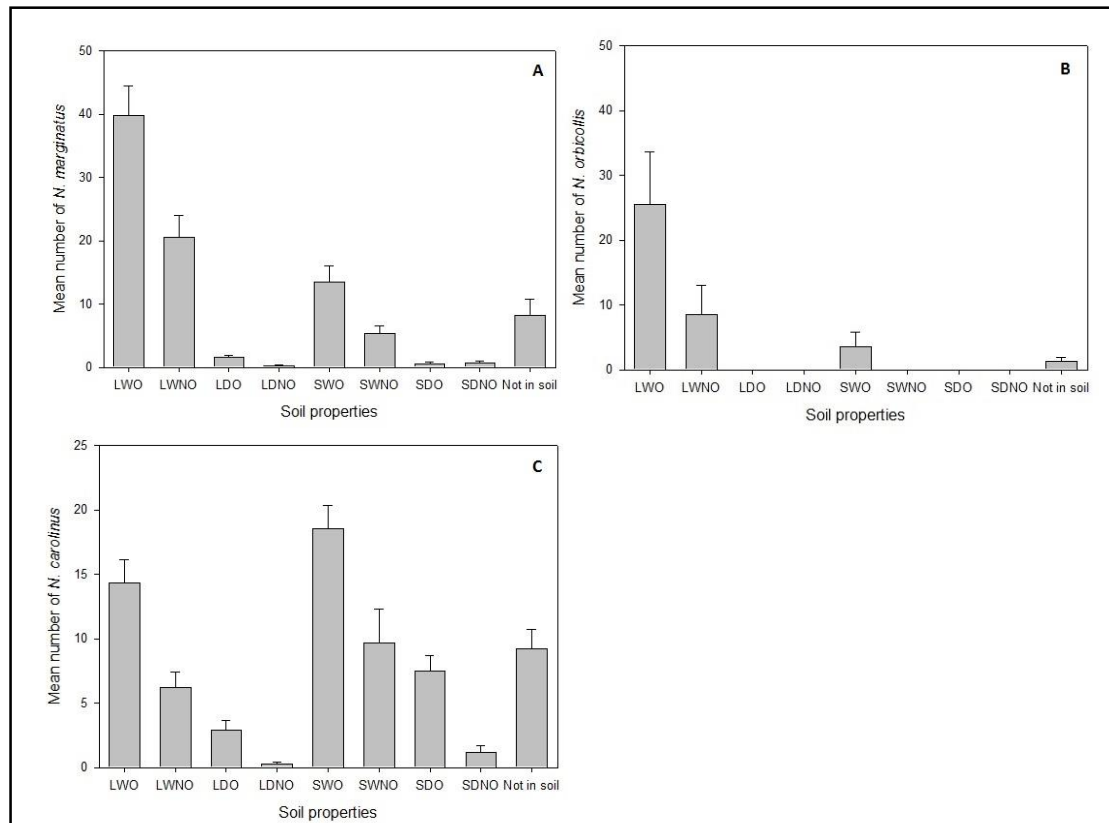 A
Mean number of N. marginatus
50
40
30
20
10
0
LWO LWNO LDO LDNO SWO SWNO SDO SDNO Not in soil
Soil properties
B
Mean number of N. orbicollis
50
40
30
20
10
0
LWO LWNO LDO LDNO SWO SWNO SDO SDNO Not in soil
Soil properties
C
Mean number of N. carolinus
25
20
15
10
5
0
LWO LWNO LDO LDNO SWO SWNO SDO SDNO Not in soil
Soil properties